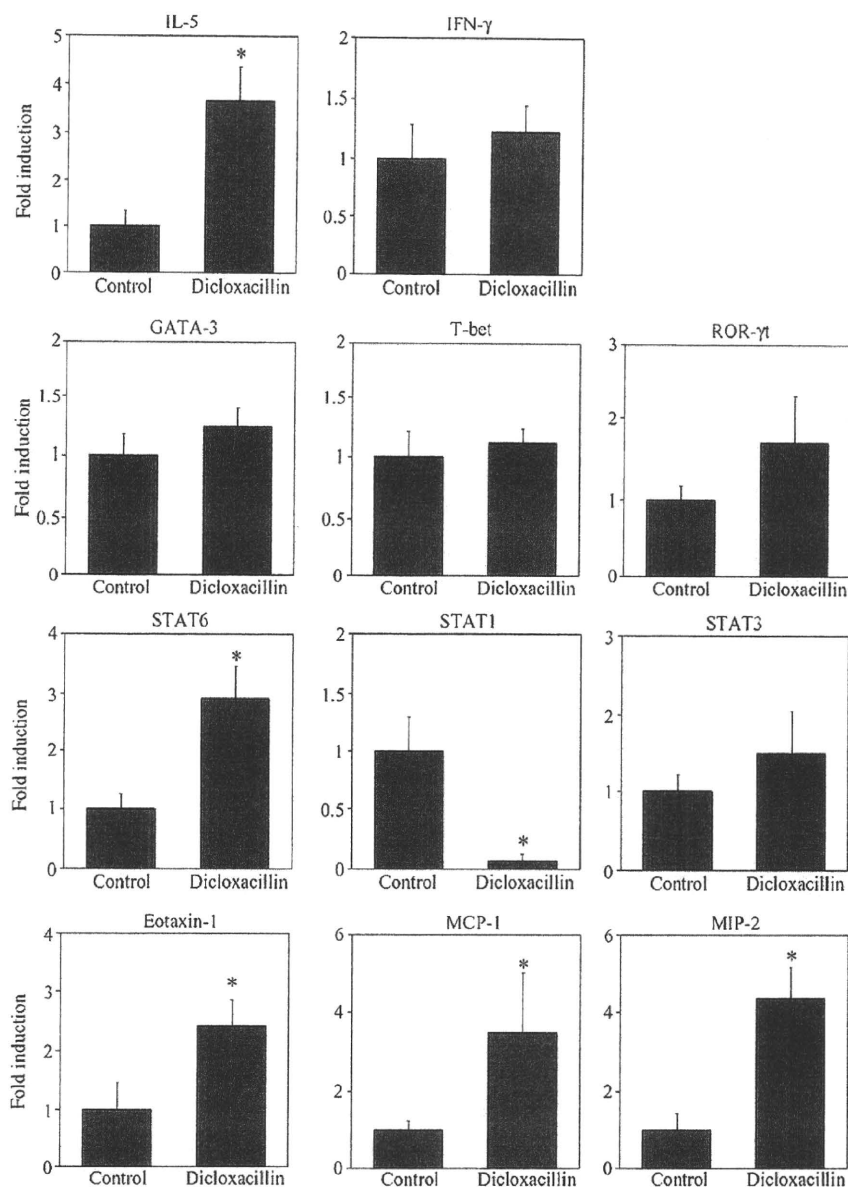 IL-5 IFN-γ
5 2
4 * 1.5
3 1
2 0.5
1 0
0
Fold induction
Control Dicloxacillin Control Dicloxacillin
GATA-3 T-bet ROR-γt
2 2 3
1.5 1.5 2
1 1 1
0.5 0.5 0
0 0
Fold induction
Control Dicloxacillin Control Dicloxacillin Control Dicloxacillin
STAT6 STAT1 STAT3
4 2 3
3 * 1.5 2
2 1 1
1 0.5 * 0
0 0
Fold induction
Control Dicloxacillin Control Dicloxacillin Control Dicloxacillin
Eotaxin-1 MCP-1 MIP-2
4 6 6
3 * 4 * 4 *
2 2 2
1 0 0
0
Fold induction
Control Dicloxacillin Control Dicloxacillin Control Dicloxacillin